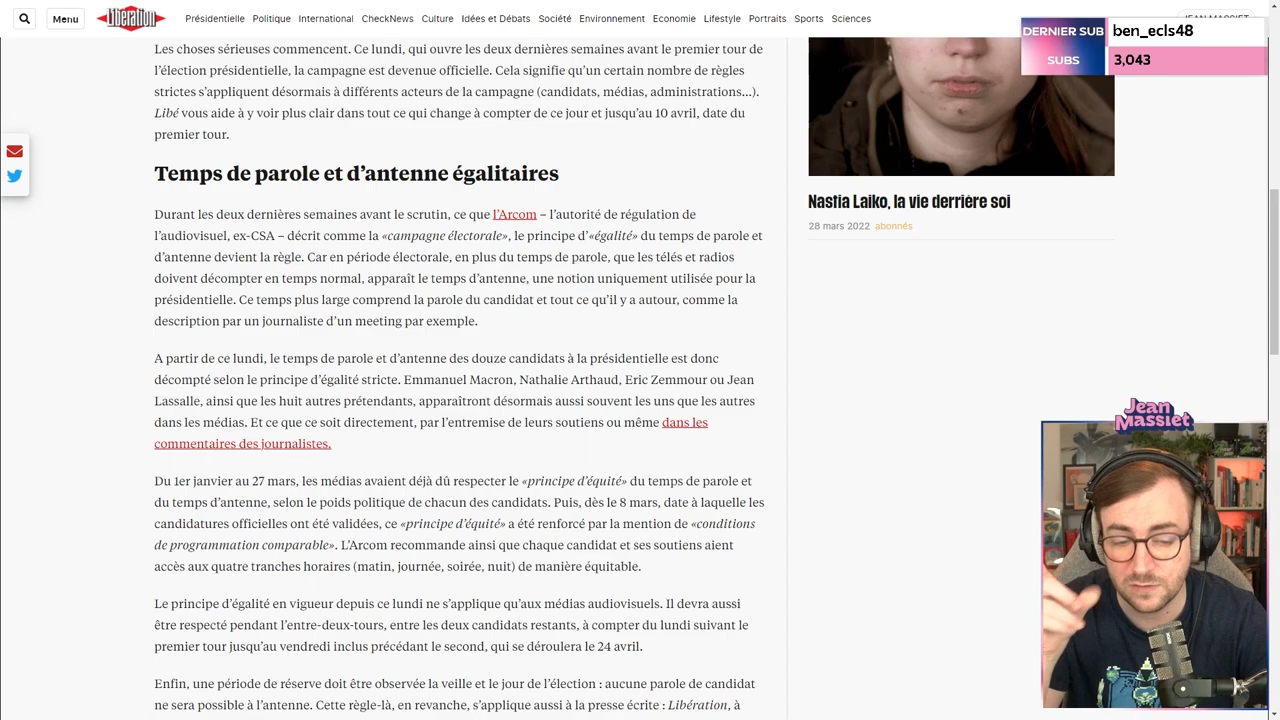 Menu
Libération
Présidentielle Politique International CheckNews Culture Idées et Débats Société Environnement Economie Lifestyle Portraits Sports Sciences
DERNIER SUB
ben_ecls48
SUBS
3,043
Les choses sérieuses commencent. Ce lundi, qui ouvre les deux dernières semaines avant le premier tour de
l’élection présidentielle, la campagne est devenue officielle. Cela signifie qu’un certain nombre de règles
strictes s’appliquent désormais à différents acteurs de la campagne (candidats, médias, administrations...).
Libé vous aide à y voir plus clair dans tout ce qui change à compter de ce jour et jusqu’au 10 avril, date du
premier tour.
Temps de parole et d’antenne égalitaires
Durant les deux dernières semaines avant le scrutin, ce que l’Arcom – l’autorité de régulation de
l’audiovisuel, ex-CSA – décrit comme la «campagne électorale», le principe d’«égalité» du temps de parole et
d’antenne devient la règle. Car en période électorale, en plus du temps de parole, que les télés et radios
doivent décompter en temps normal, apparaît le temps d’antenne, une notion uniquement utilisée pour la
présidentielle. Ce temps plus large comprend la parole du candidat et tout ce qu’il y a autour, comme la
description par un journaliste d’un meeting par exemple.
A partir de ce lundi, le temps de parole et d’antenne des douze candidats à la présidentielle est donc
décompté selon le principe d’égalité stricte. Emmanuel Macron, Nathalie Arthaud, Eric Zemmour ou Jean
Lassalle, ainsi que les huit autres prétendants, apparaîtront désormais aussi souvent les uns que les autres
dans les médias. Et ce que ce soit directement, par l’entremise de leurs soutiens ou même dans les
commentaires des journalistes.
Du 1er janvier au 27 mars, les médias avaient déjà dû respecter le «principe d’équité» du temps de parole et
du temps d’antenne, selon le poids politique de chacun des candidats. Puis, dès le 8 mars, date à laquelle les
candidatures officielles ont été validées, ce «principe d’équité» a été renforcé par la mention de «conditions
de programmation comparable». L’Arcom recommande ainsi que chaque candidat et ses soutiens aient
accès aux quatre tranches horaires (matin, journée, soirée, nuit) de manière équitable.
Le principe d’égalité en vigueur depuis ce lundi ne s’applique qu’aux médias audiovisuels. Il devra aussi
être respecté pendant l’entre-deux-tours, entre les deux candidats restants, à compter du lundi suivant le
premier tour jusqu’au vendredi inclus précédant le second, qui se déroulera le 24 avril.
Enfin, une période de réserve doit être observée la veille et le jour de l’élection : aucune parole de candidat
ne sera possible à l’antenne. Cette règle-là, en revanche, s’applique aussi à la presse écrite : Libération, à
Nastia Laiko, la vie derrière soi
28 mars 2022 abonnés
Jean
Massiet